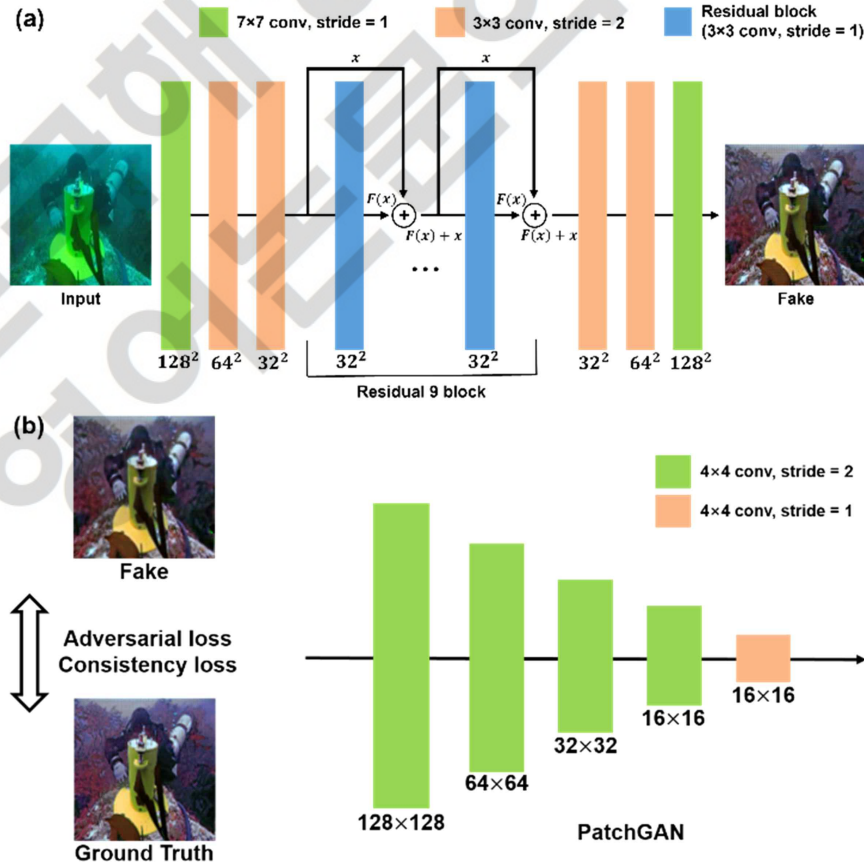 (a)
7×7 conv, stride = 1
3×3 conv, stride = 2
Residual block
(3×3 conv, stride = 1)
x
x
F(x)
F(x) + x
F(x)
F(x) + x
...
Input
Fake
128²
64²
32²
32²
32²
32²
64²
128²
Residual 9 block
(b)
4×4 conv, stride = 2
4×4 conv, stride = 1
Fake
Adversarial loss
Consistency loss
Ground Truth
128×128
64×64
32×32
16×16
16×16
PatchGAN